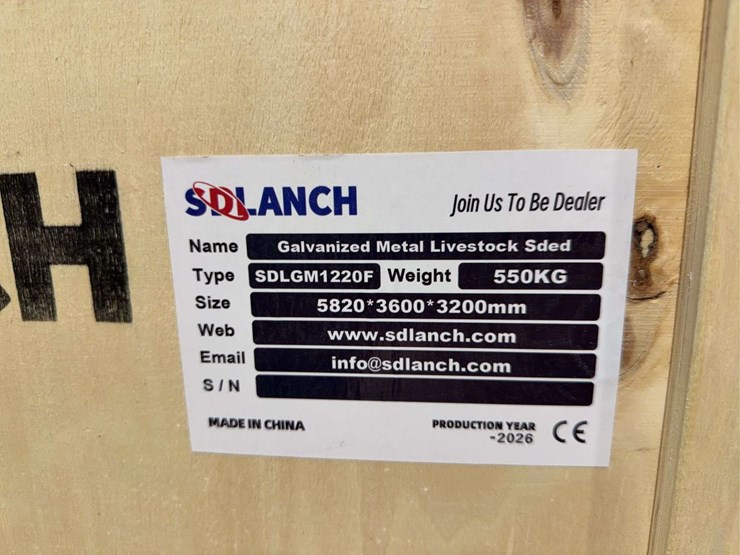 H
SDLANCH
Join Us To Be Dealer
Name Galvanized Metal Livestock Sded
Type SDLGM1220F Weight 550KG
Size 5820*3600*3200mm
Web www.sdlanch.com
Email info@sdlanch.com
S/N
MADE IN CHINA
PRODUCTION YEAR
-2026
CE